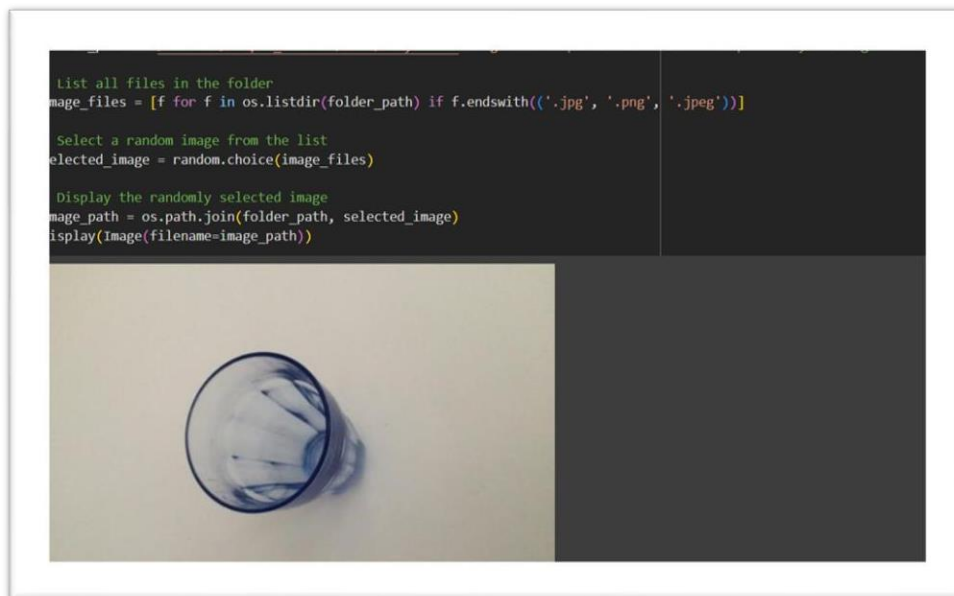 List all files in the folder
mage_files = [f for f in os.listdir(folder_path) if f.endswith(('.jpg', '.png', '.jpeg'))]
Select a random image from the list
elected_image = random.choice(image_files)
Display the randomly selected image
mage_path = os.path.join(folder_path, selected_image)
isplay(Image(filename=image_path))